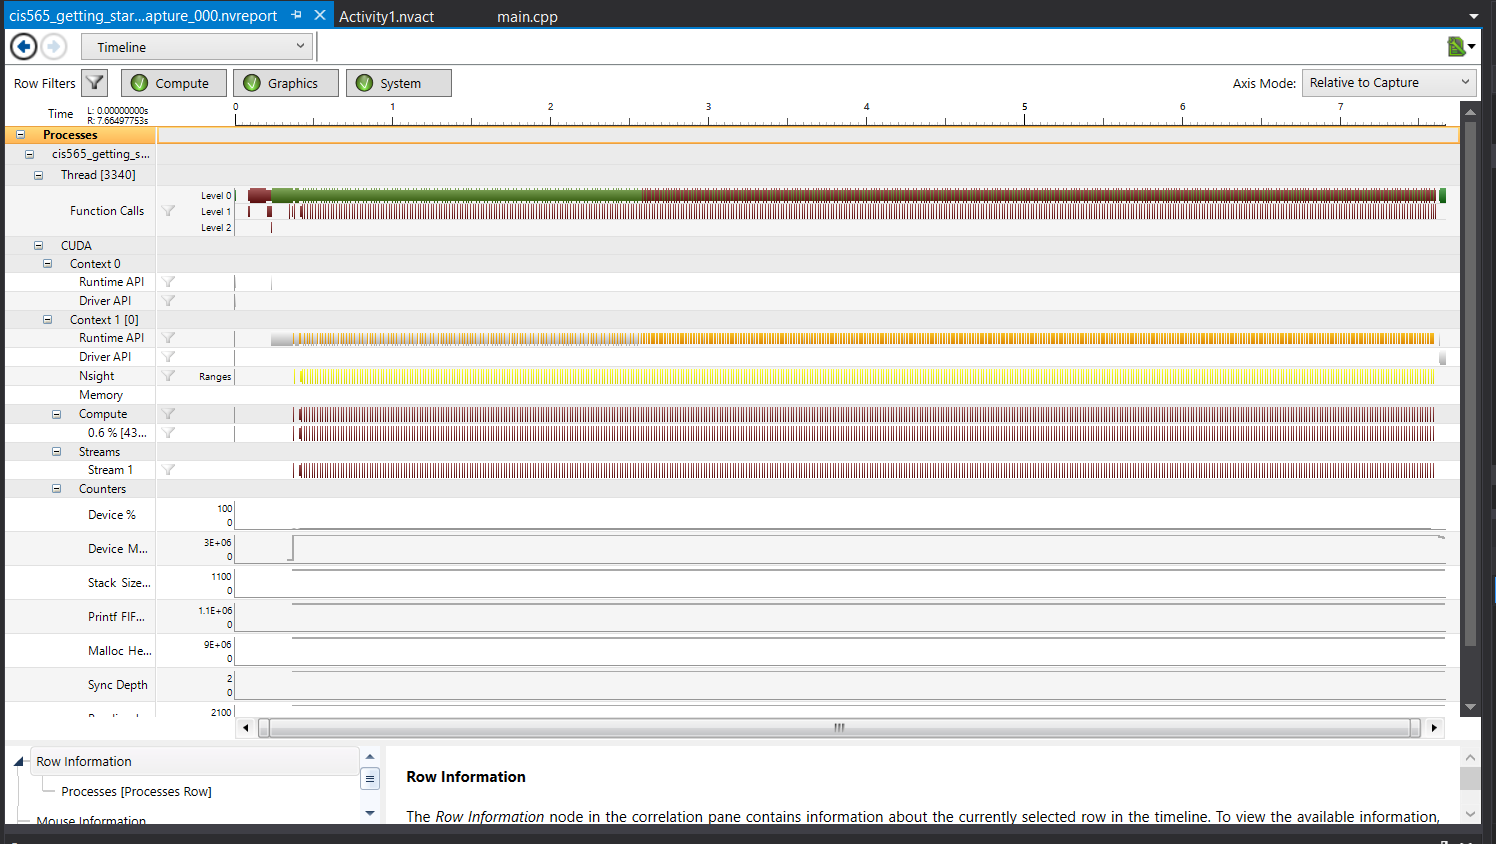 cis565_getting_star...apture_000.nvreport Activity1.nvact main.cpp
Timeline
Row Filters Compute Graphics System Axis Mode: Relative to Capture
Time L: 0.00000000s 0 1 2 3 4 5 6 7
R: 7.66497753s
Processes
cis565_getting_s...
Thread [3340]
Level 0
Function Calls Level 1
Level 2
CUDA
Context 0
Runtime API
Driver API
Context 1 [0]
Runtime API
Driver API
Nsight Ranges
Memory
Compute
0.6 % [43...
Streams
Stream 1
Counters
Device % 100
0
Device M... 3E+06
0
Stack Size... 1100
0
Printf FIF... 1.1E+06
0
Malloc He... 9E+06
0
Sync Depth 2
0
2100
Row Information
Processes [Processes Row]
Mouse Information
Row Information
The Row Information node in the correlation pane contains information about the currently selected row in the timeline. To view the available information,